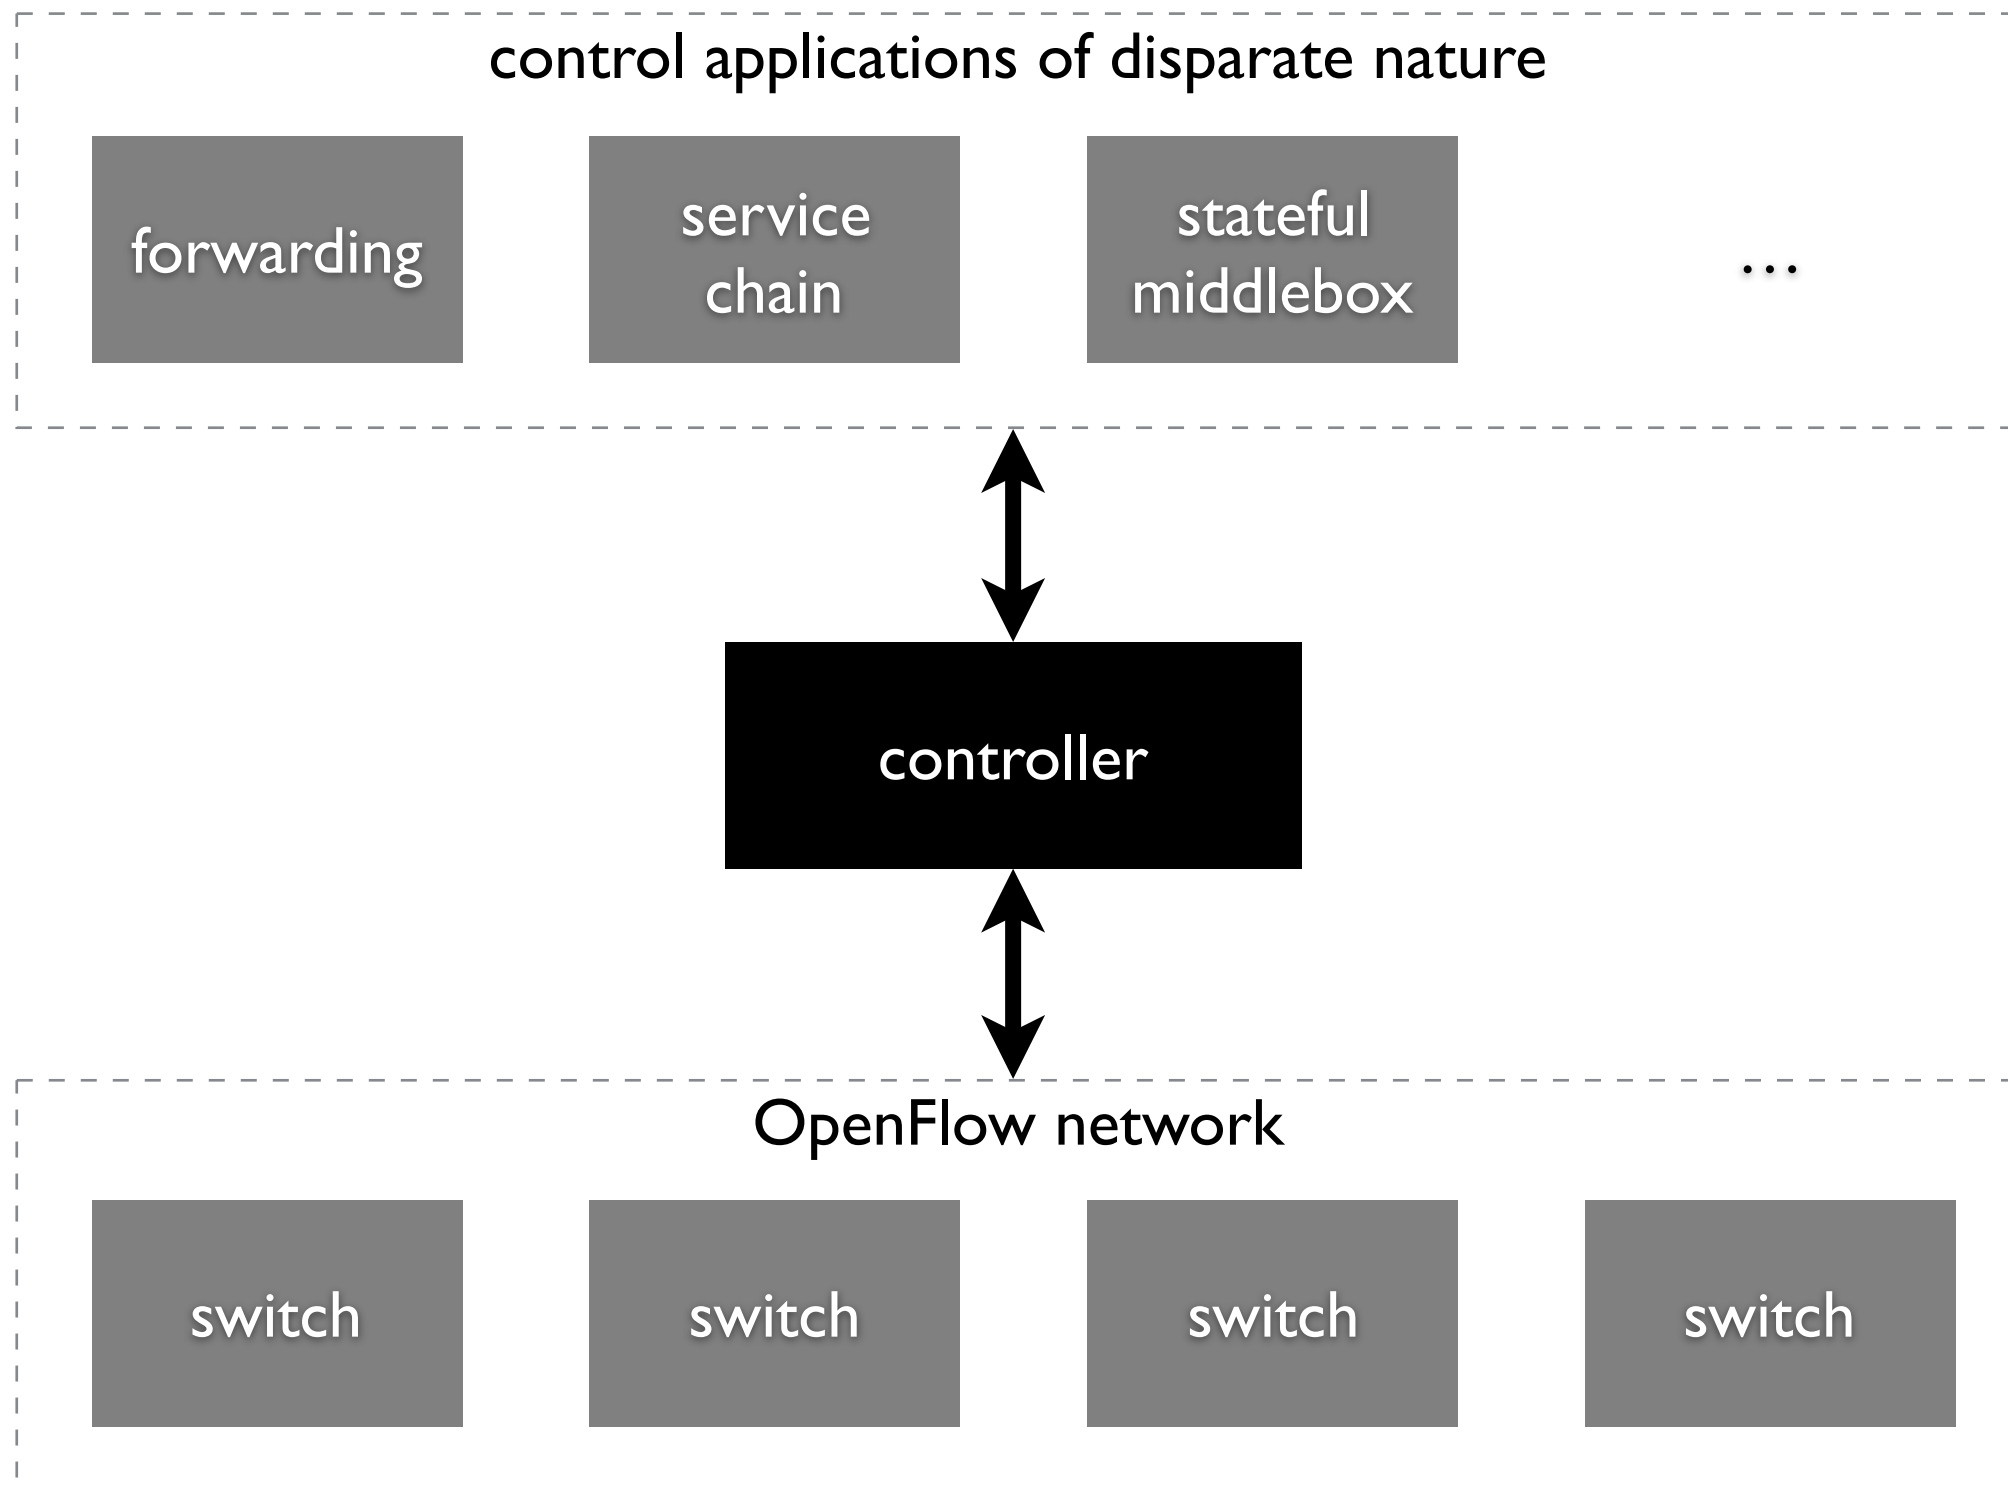 control applications of disparate nature
forwarding
service
chain
stateful
middlebox
…
controller
OpenFlow network
switch
switch
switch
switch